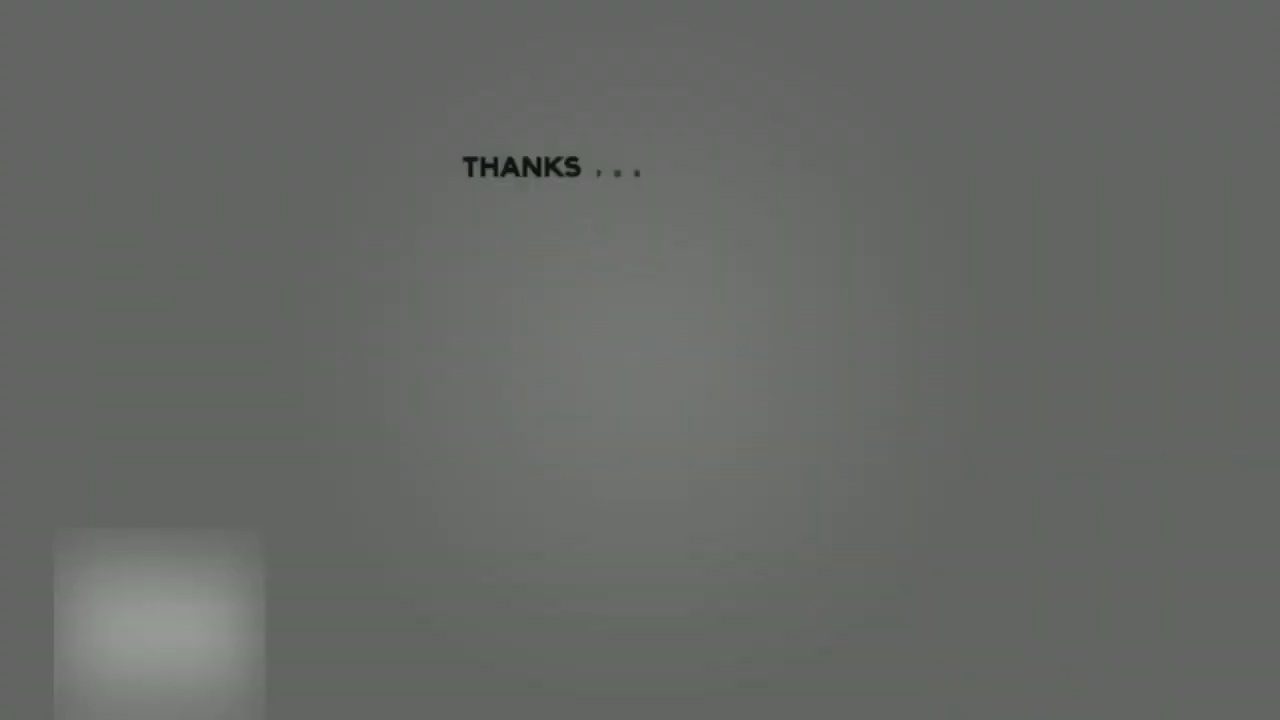 THANKS . . .